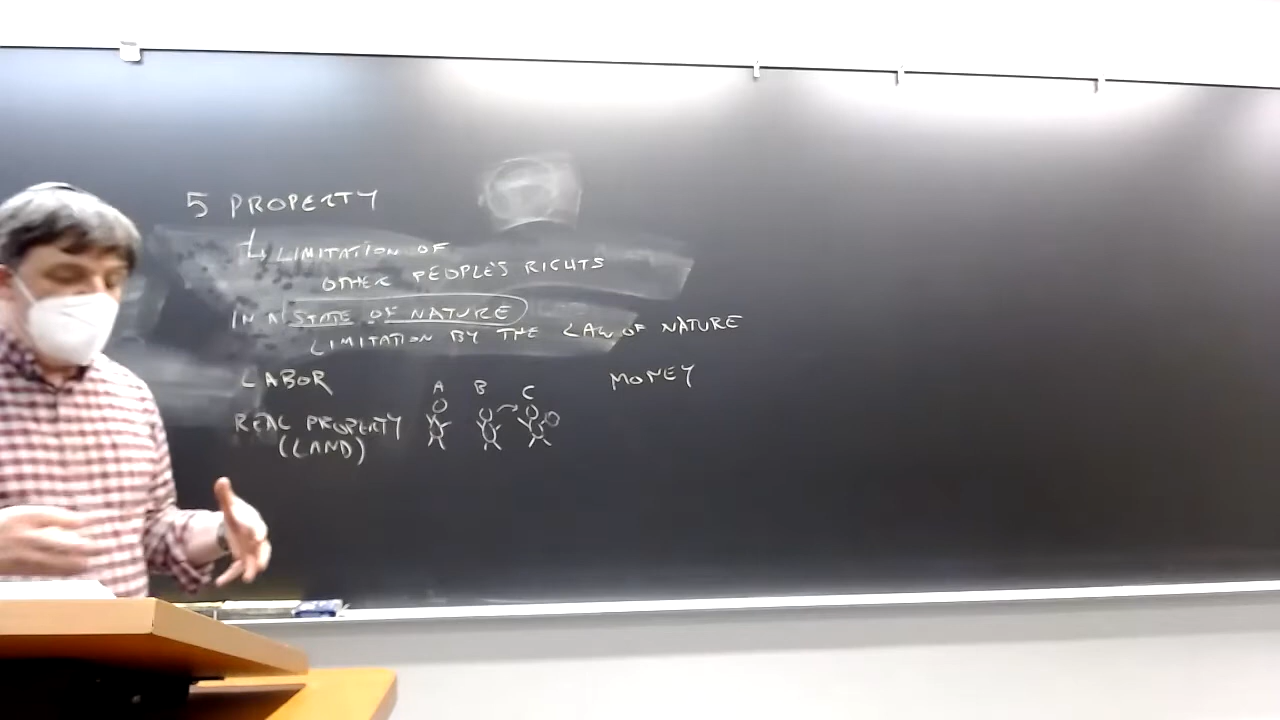 5 PROPERTY
↳ LIMITATION OF
OTHER PEOPLE'S RIGHTS
IN A STATE OF NATURE
LIMITATION BY THE LAW OF NATURE
LABOR
MONEY
A B C
REAL PROPERTY
(LAND)